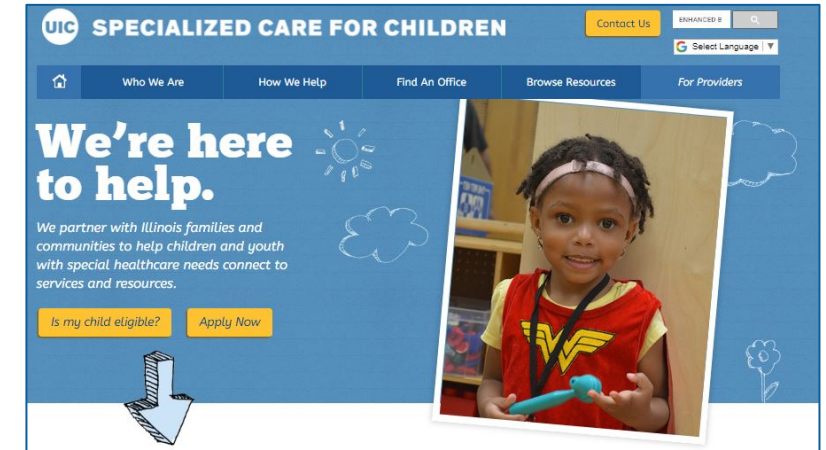 UIC SPECIALIZED CARE FOR CHILDREN
Contact Us
ENHANCED B
Select Language ▼
Who We Are
How We Help
Find An Office
Browse Resources
For Providers
We're here
to help.
We partner with Illinois families and
communities to help children and youth
with special healthcare needs connect to
services and resources.
Is my child eligible?
Apply Now